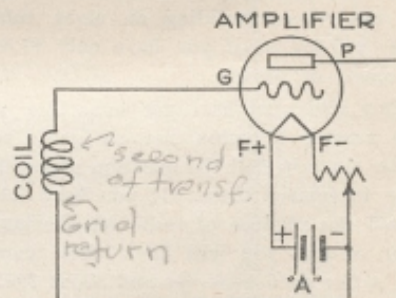 AMPLIFIER
P
G
COIL
F+ F-
second
of transf.
Grid
return
+ -
"A"